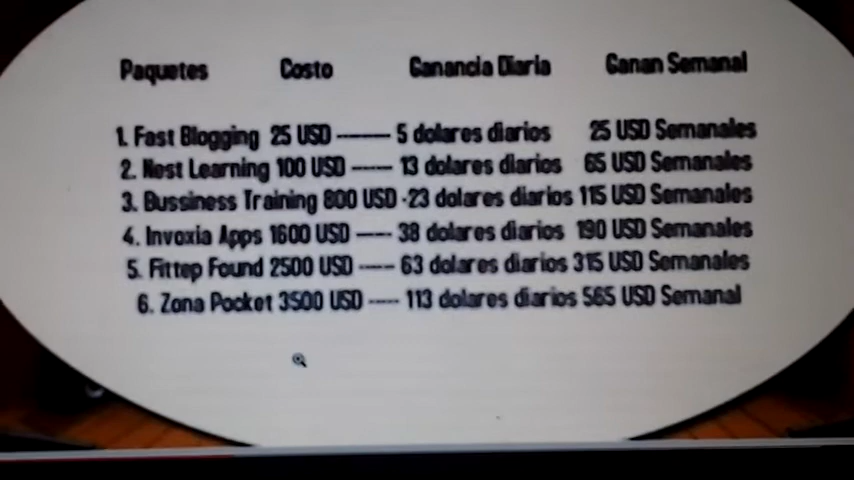 Paquetes Costo Ganancia Diaria Ganan Semanal
1. Fast Blogging 25 USD -------- 5 dolares diarios 25 USD Semanales
2. Nest Learning 100 USD ------ 13 dolares diarios 65 USD Semanales
3. Bussiness Training 800 USD -23 dolares diarios 115 USD Semanales
4. Invoxia Apps 1600 USD ----- 38 dolares diarios 190 USD Semanales
5. Fittep Found 2500 USD ----- 63 dolares diarios 315 USD Semanales
6. Zona Pocket 3500 USD ----- 113 dolares diarios 565 USD Semanal